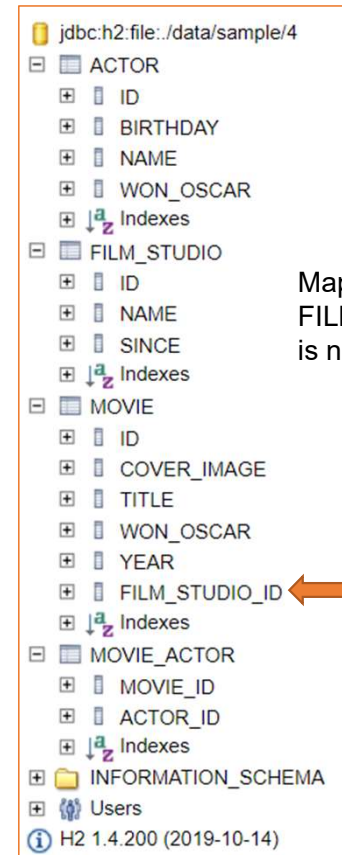 jdbc:h2:file:./data/sample/4
ACTOR
ID
BIRTHDAY
NAME
WON_OSCAR
Indexes
FILM_STUDIO
ID
NAME
SINCE
Indexes
MOVIE
ID
COVER_IMAGE
TITLE
WON_OSCAR
YEAR
FILM_STUDIO_ID
Indexes
MOVIE_ACTOR
MOVIE_ID
ACTOR_ID
Indexes
INFORMATION_SCHEMA
Users
H2 1.4.200 (2019-10-14)
is